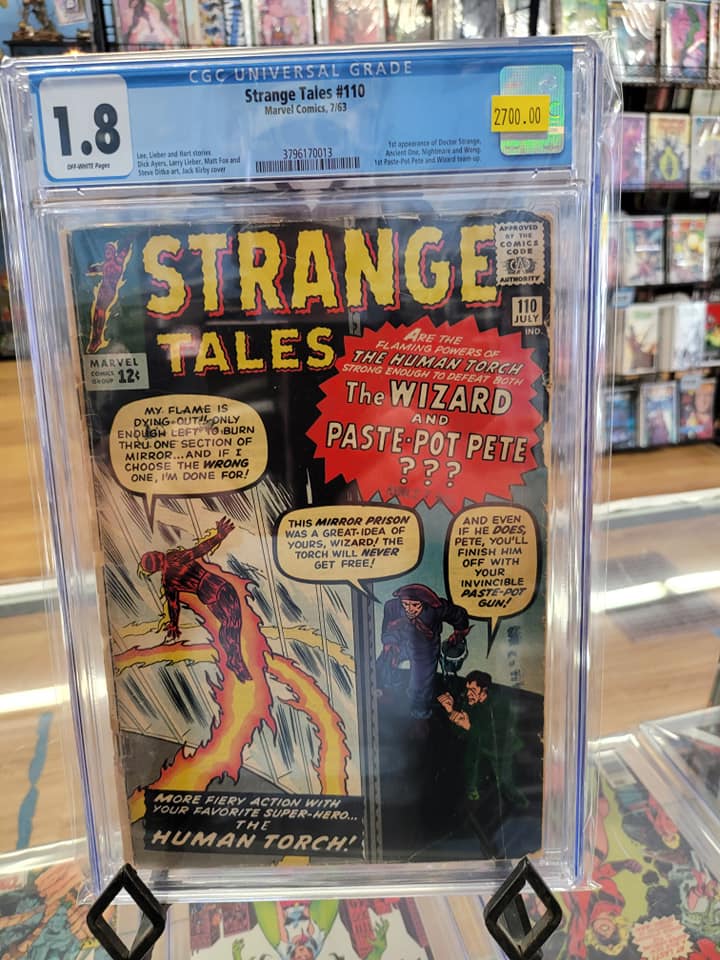 CGC UNIVERSAL GRADE
1.8
OFF-WHITE Pages
Strange Tales #110
Marvel Comics, 7/63
2700.00
Lee, Lieber and Hart stories
Dick Ayers, Larry Lieber, Matt Fox and
Steve Ditko art, Jack Kirby cover
3796170013
1st appearance of Doctor Strange,
Ancient One, Nightmare and Wong.
1st Paste-Pot Pete and Wizard team-up.
STRANGE
TALES
APPROVED
BY THE
COMICS
CODE
CA
AUTHORITY
110
JULY
IND.
MARVEL
COMICS
GROUP
12¢
ARE THE
FLAMING POWERS OF
THE HUMAN TORCH
STRONG ENOUGH TO DEFEAT BOTH
The WIZARD
AND
PASTE-POT PETE
???
MY FLAME IS
DYING OUT!! ONLY
ENOUGH LEFT TO BURN
THRU ONE SECTION OF
MIRROR...AND IF I
CHOOSE THE WRONG
ONE, I'M DONE FOR!
THIS MIRROR PRISON
WAS A GREAT IDEA OF
YOURS, WIZARD! THE
TORCH WILL NEVER
GET FREE!
AND EVEN
IF HE DOES,
PETE, YOU'LL
FINISH HIM
OFF WITH
YOUR
INVINCIBLE
PASTE-POT
GUN!
MORE FIERY ACTION WITH
YOUR FAVORITE SUPER-HERO...
THE
HUMAN TORCH!